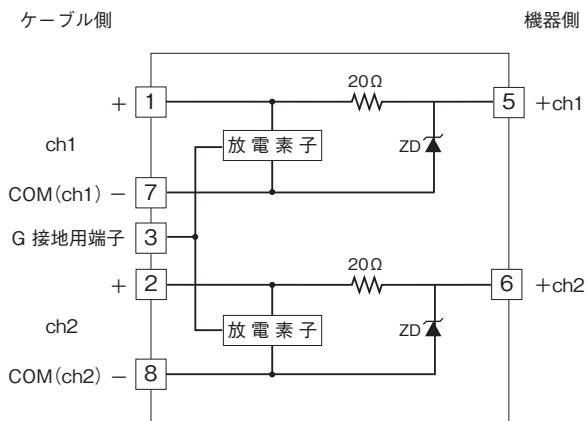 ケーブル側
機器側
20Ω
+ 1
5 +ch1
放電素子
ZD
ch1
COM(ch1) − 7
G 接地用端子 3
20Ω
+ 2
6 +ch2
放電素子
ZD
ch2
COM(ch2) − 8